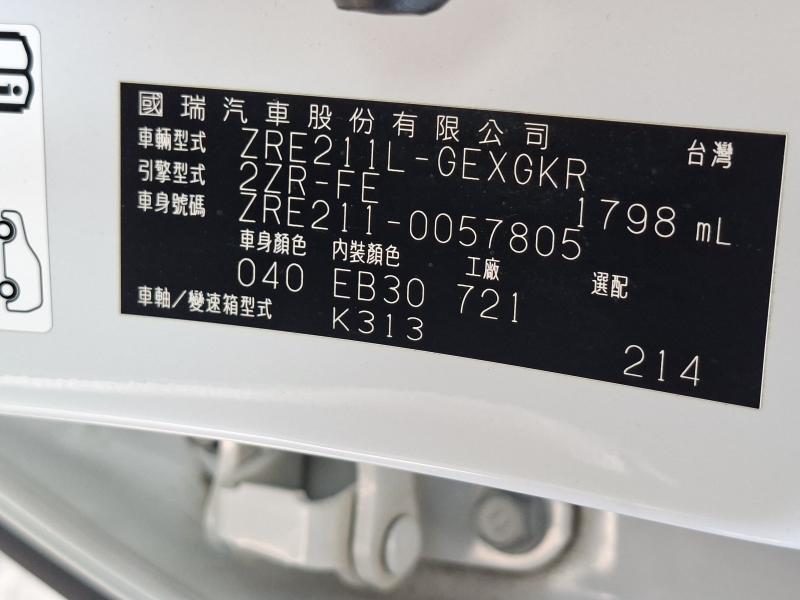 國瑞汽車股份有限公司
車輛型式 ZRE211L-GEXGKR 台灣
引擎型式 2ZR-FE 1798 mL
車身號碼 ZRE211-0057805
車身顏色 內裝顏色 工廠 選配
040 EB30 721
車軸/變速箱型式 K313 214